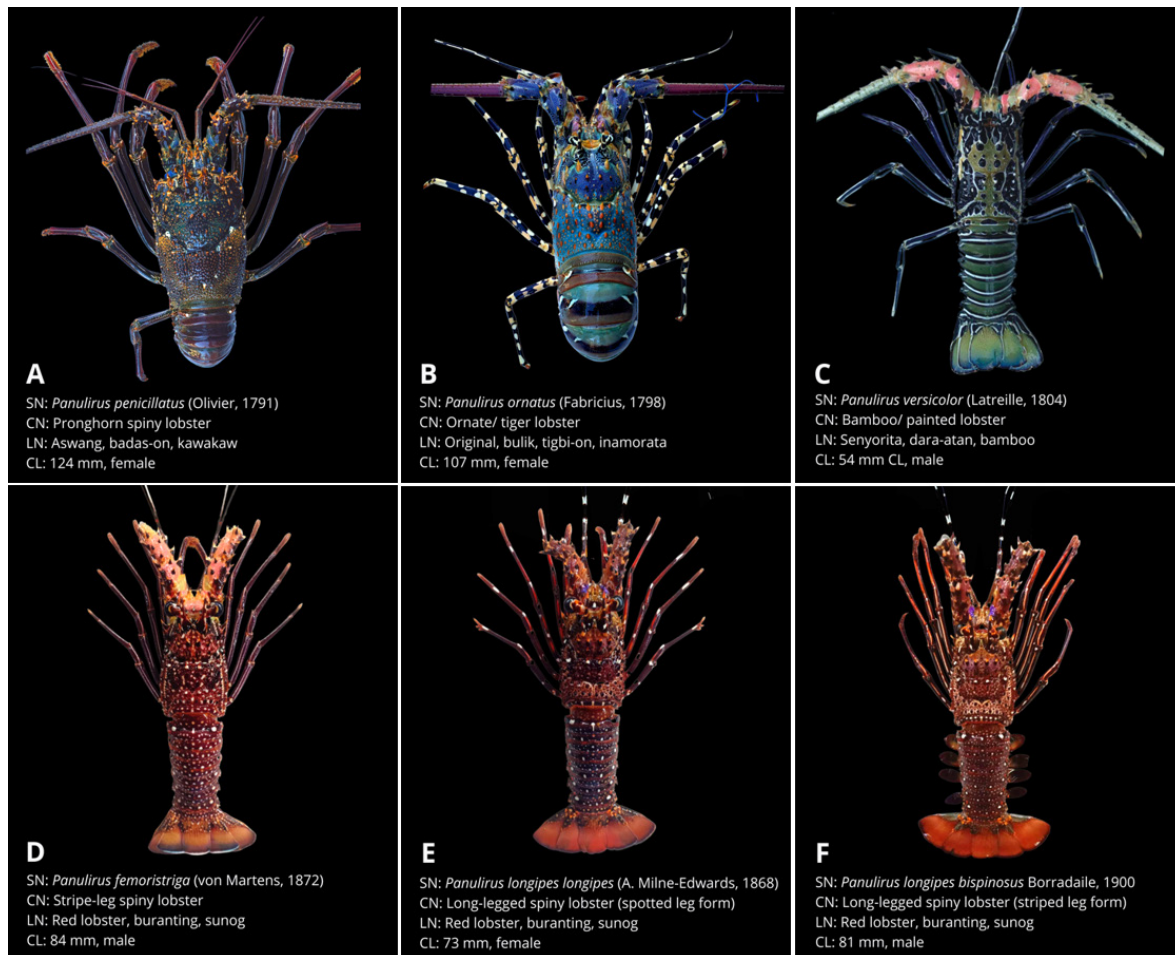 A
SN: Panulirus penicillatus (Olivier, 1791)
CN: Pronghorn spiny lobster
LN: Aswang, badas-on, kawakaw
CL: 124 mm, female
B
SN: Panulirus ornatus (Fabricius, 1798)
CN: Ornate/ tiger lobster
LN: Original, bulik, tigbi-on, inamorata
CL: 107 mm, female
C
SN: Panulirus versicolor (Latreille, 1804)
CN: Bamboo/ painted lobster
LN: Senyorita, dara-atan, bamboo
CL: 54 mm CL, male
D
SN: Panulirus femoristriga (von Martens, 1872)
CN: Stripe-leg spiny lobster
LN: Red lobster, buranting, sunog
CL: 84 mm, male
E
SN: Panulirus longipes longipes (A. Milne-Edwards, 1868)
CN: Long-legged spiny lobster (spotted leg form)
LN: Red lobster, buranting, sunog
CL: 73 mm, female
F
SN: Panulirus longipes bispinosus Borradaile, 1900
CN: Long-legged spiny lobster (striped leg form)
LN: Red lobster, buranting, sunog
CL: 81 mm, male